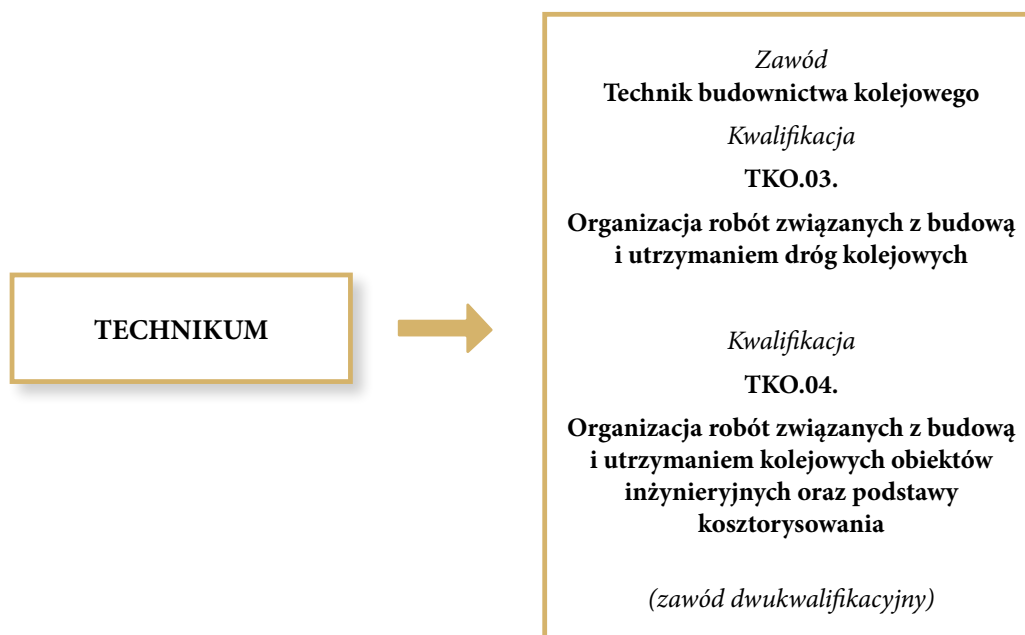 TECHNIKUM
Zawód
Technik budownictwa kolejowego
Kwalifikacja
TKO.03.
Organizacja robót związanych z budową
i utrzymaniem dróg kolejowych
Kwalifikacja
TKO.04.
Organizacja robót związanych z budową
i utrzymaniem kolejowych obiektów
inżynieryjnych oraz podstawy
kosztorysowania
(zawód dwukwalifikacyjny)